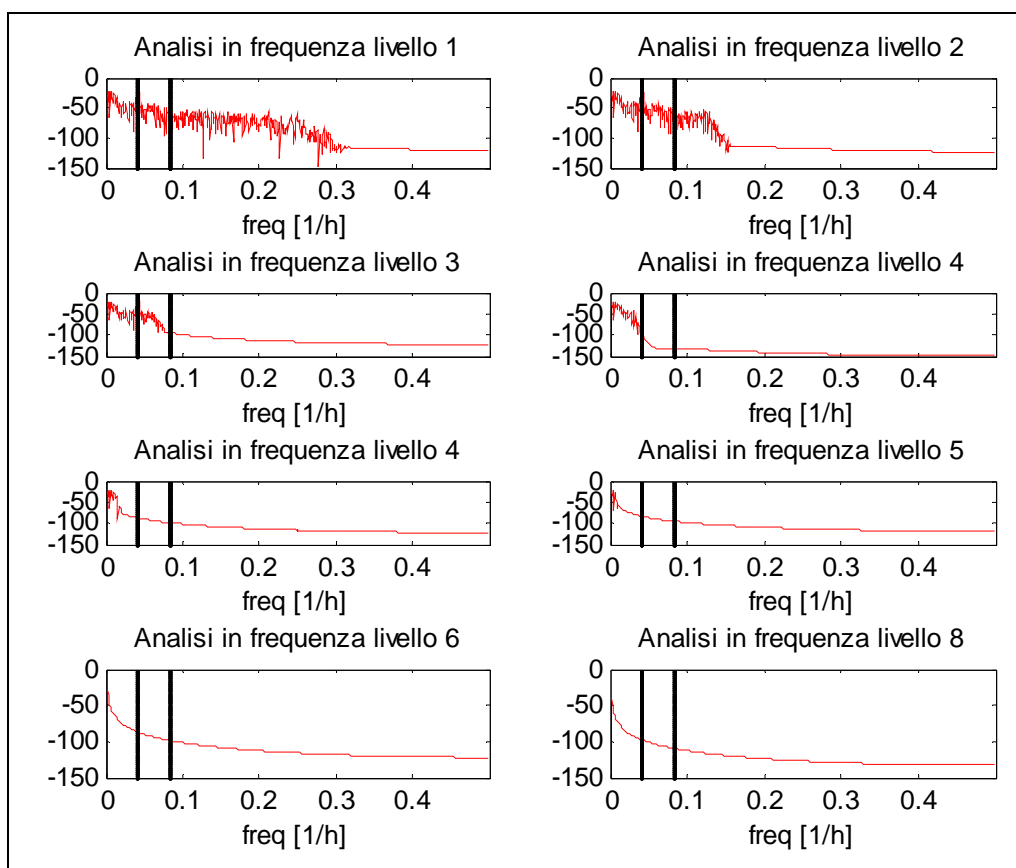 Analisi in frequenza livello 1
0
-50
-100
-150
0 0.1 0.2 0.3 0.4
freq [1/h]
Analisi in frequenza livello 2
0
-50
-100
-150
0 0.1 0.2 0.3 0.4
freq [1/h]
Analisi in frequenza livello 3
0
-50
-100
-150
0 0.1 0.2 0.3 0.4
freq [1/h]
Analisi in frequenza livello 4
0
-50
-100
-150
0 0.1 0.2 0.3 0.4
freq [1/h]
Analisi in frequenza livello 4
0
-50
-100
-150
0 0.1 0.2 0.3 0.4
freq [1/h]
Analisi in frequenza livello 5
0
-50
-100
-150
0 0.1 0.2 0.3 0.4
freq [1/h]
Analisi in frequenza livello 6
0
-50
-100
-150
0 0.1 0.2 0.3 0.4
freq [1/h]
Analisi in frequenza livello 8
0
-50
-100
-150
0 0.1 0.2 0.3 0.4
freq [1/h]